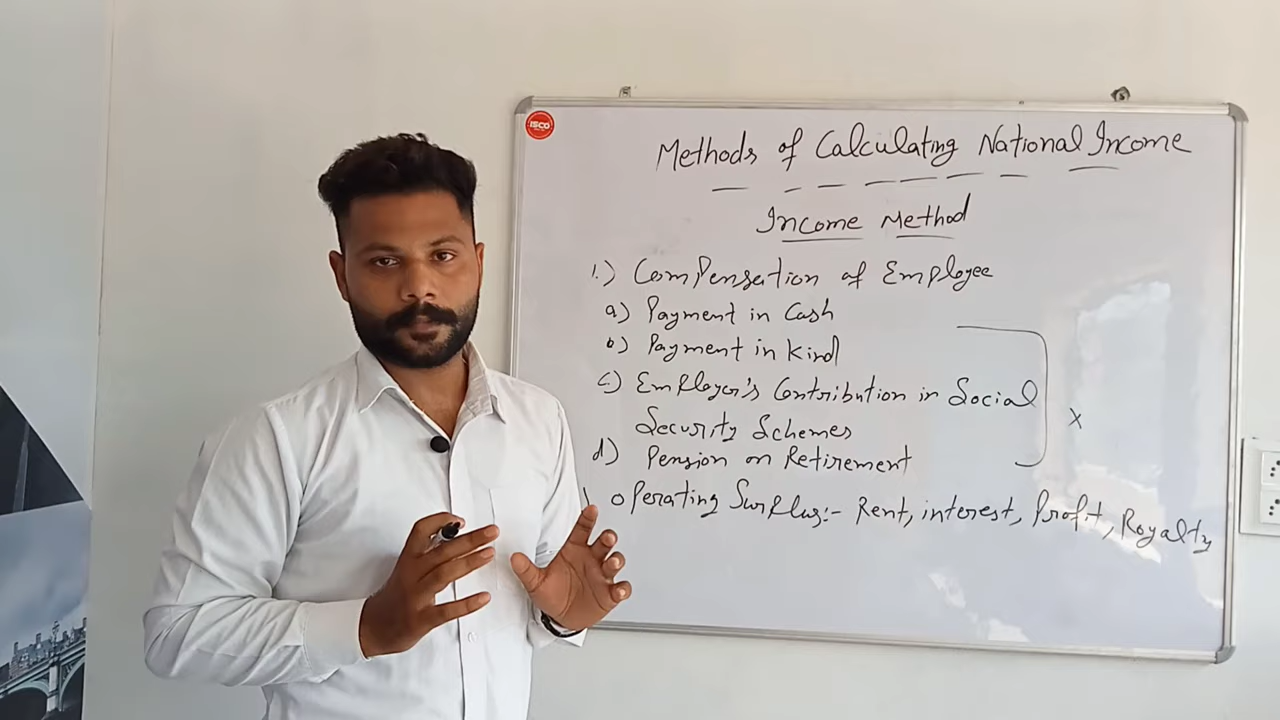 ISCO
Methods of Calculating National Income
Income Method
1.) Compensation of Employee
a) Payment in Cash
b) Payment in Kind
c) Employer's Contribution in Social
Security Schemes
d) Pension on Retirement
x
) Operating Surplus:- Rent, interest, Profit, Royalty